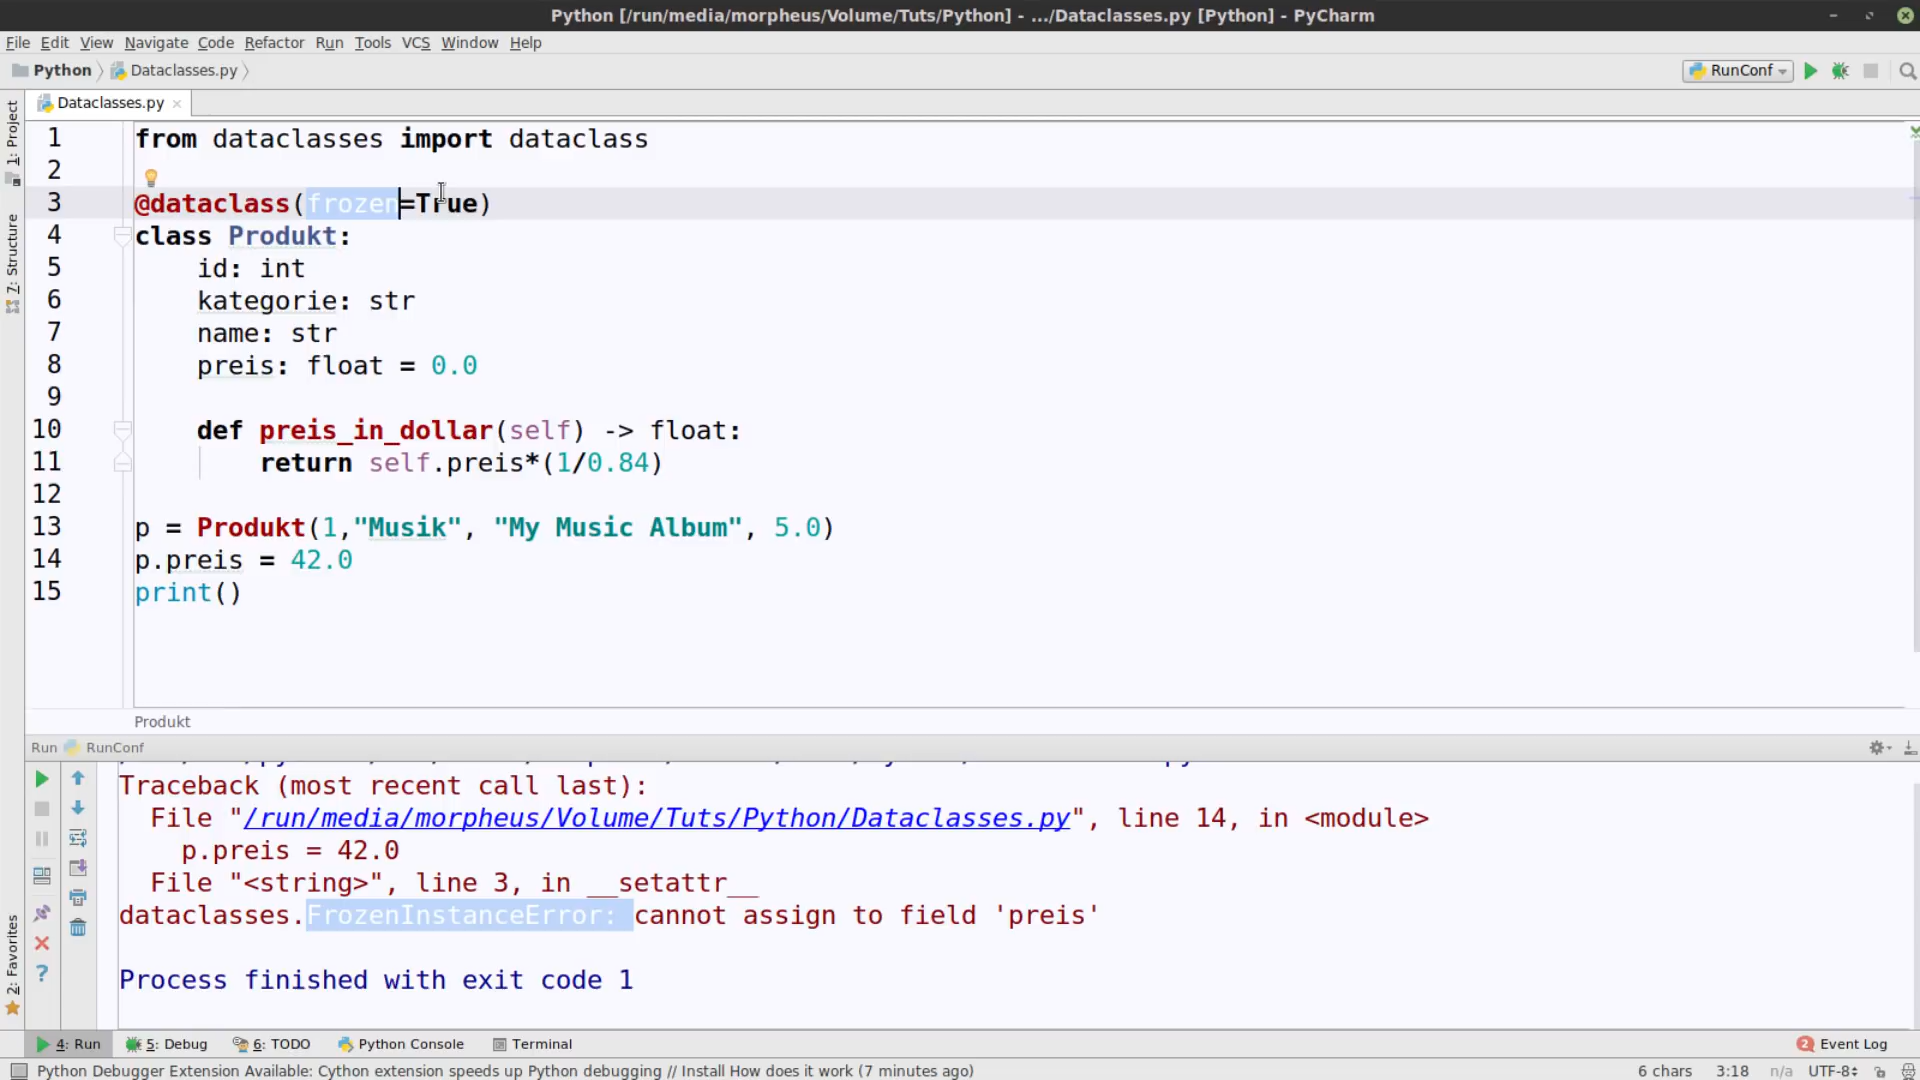 Python [/run/media/morpheus/Volume/Tuts/Python] - .../Dataclasses.py [Python] - PyCharm
File Edit View Navigate Code Refactor Run Tools VCS Window Help
Python Dataclasses.py RunConf
Dataclasses.py
1: Project
7: Structure
2: Favorites
1 from dataclasses import dataclass
2
3 @dataclass(frozen=True)
4 class Produkt:
5     id: int
6     kategorie: str
7     name: str
8     preis: float = 0.0
9
10     def preis_in_dollar(self) -> float:
11         return self.preis*(1/0.84)
12
13 p = Produkt(1,"Musik", "My Music Album", 5.0)
14 p.preis = 42.0
15 print()
Produkt
Run RunConf
Traceback (most recent call last):
  File "/run/media/morpheus/Volume/Tuts/Python/Dataclasses.py", line 14, in <module>
    p.preis = 42.0
  File "<string>", line 3, in __setattr__
dataclasses.FrozenInstanceError: cannot assign to field 'preis'
Process finished with exit code 1
4: Run 5: Debug 6: TODO Python Console Terminal 2 Event Log
Python Debugger Extension Available: Cython extension speeds up Python debugging // Install How does it work (7 minutes ago) 6 chars 3:18 n/a UTF-8